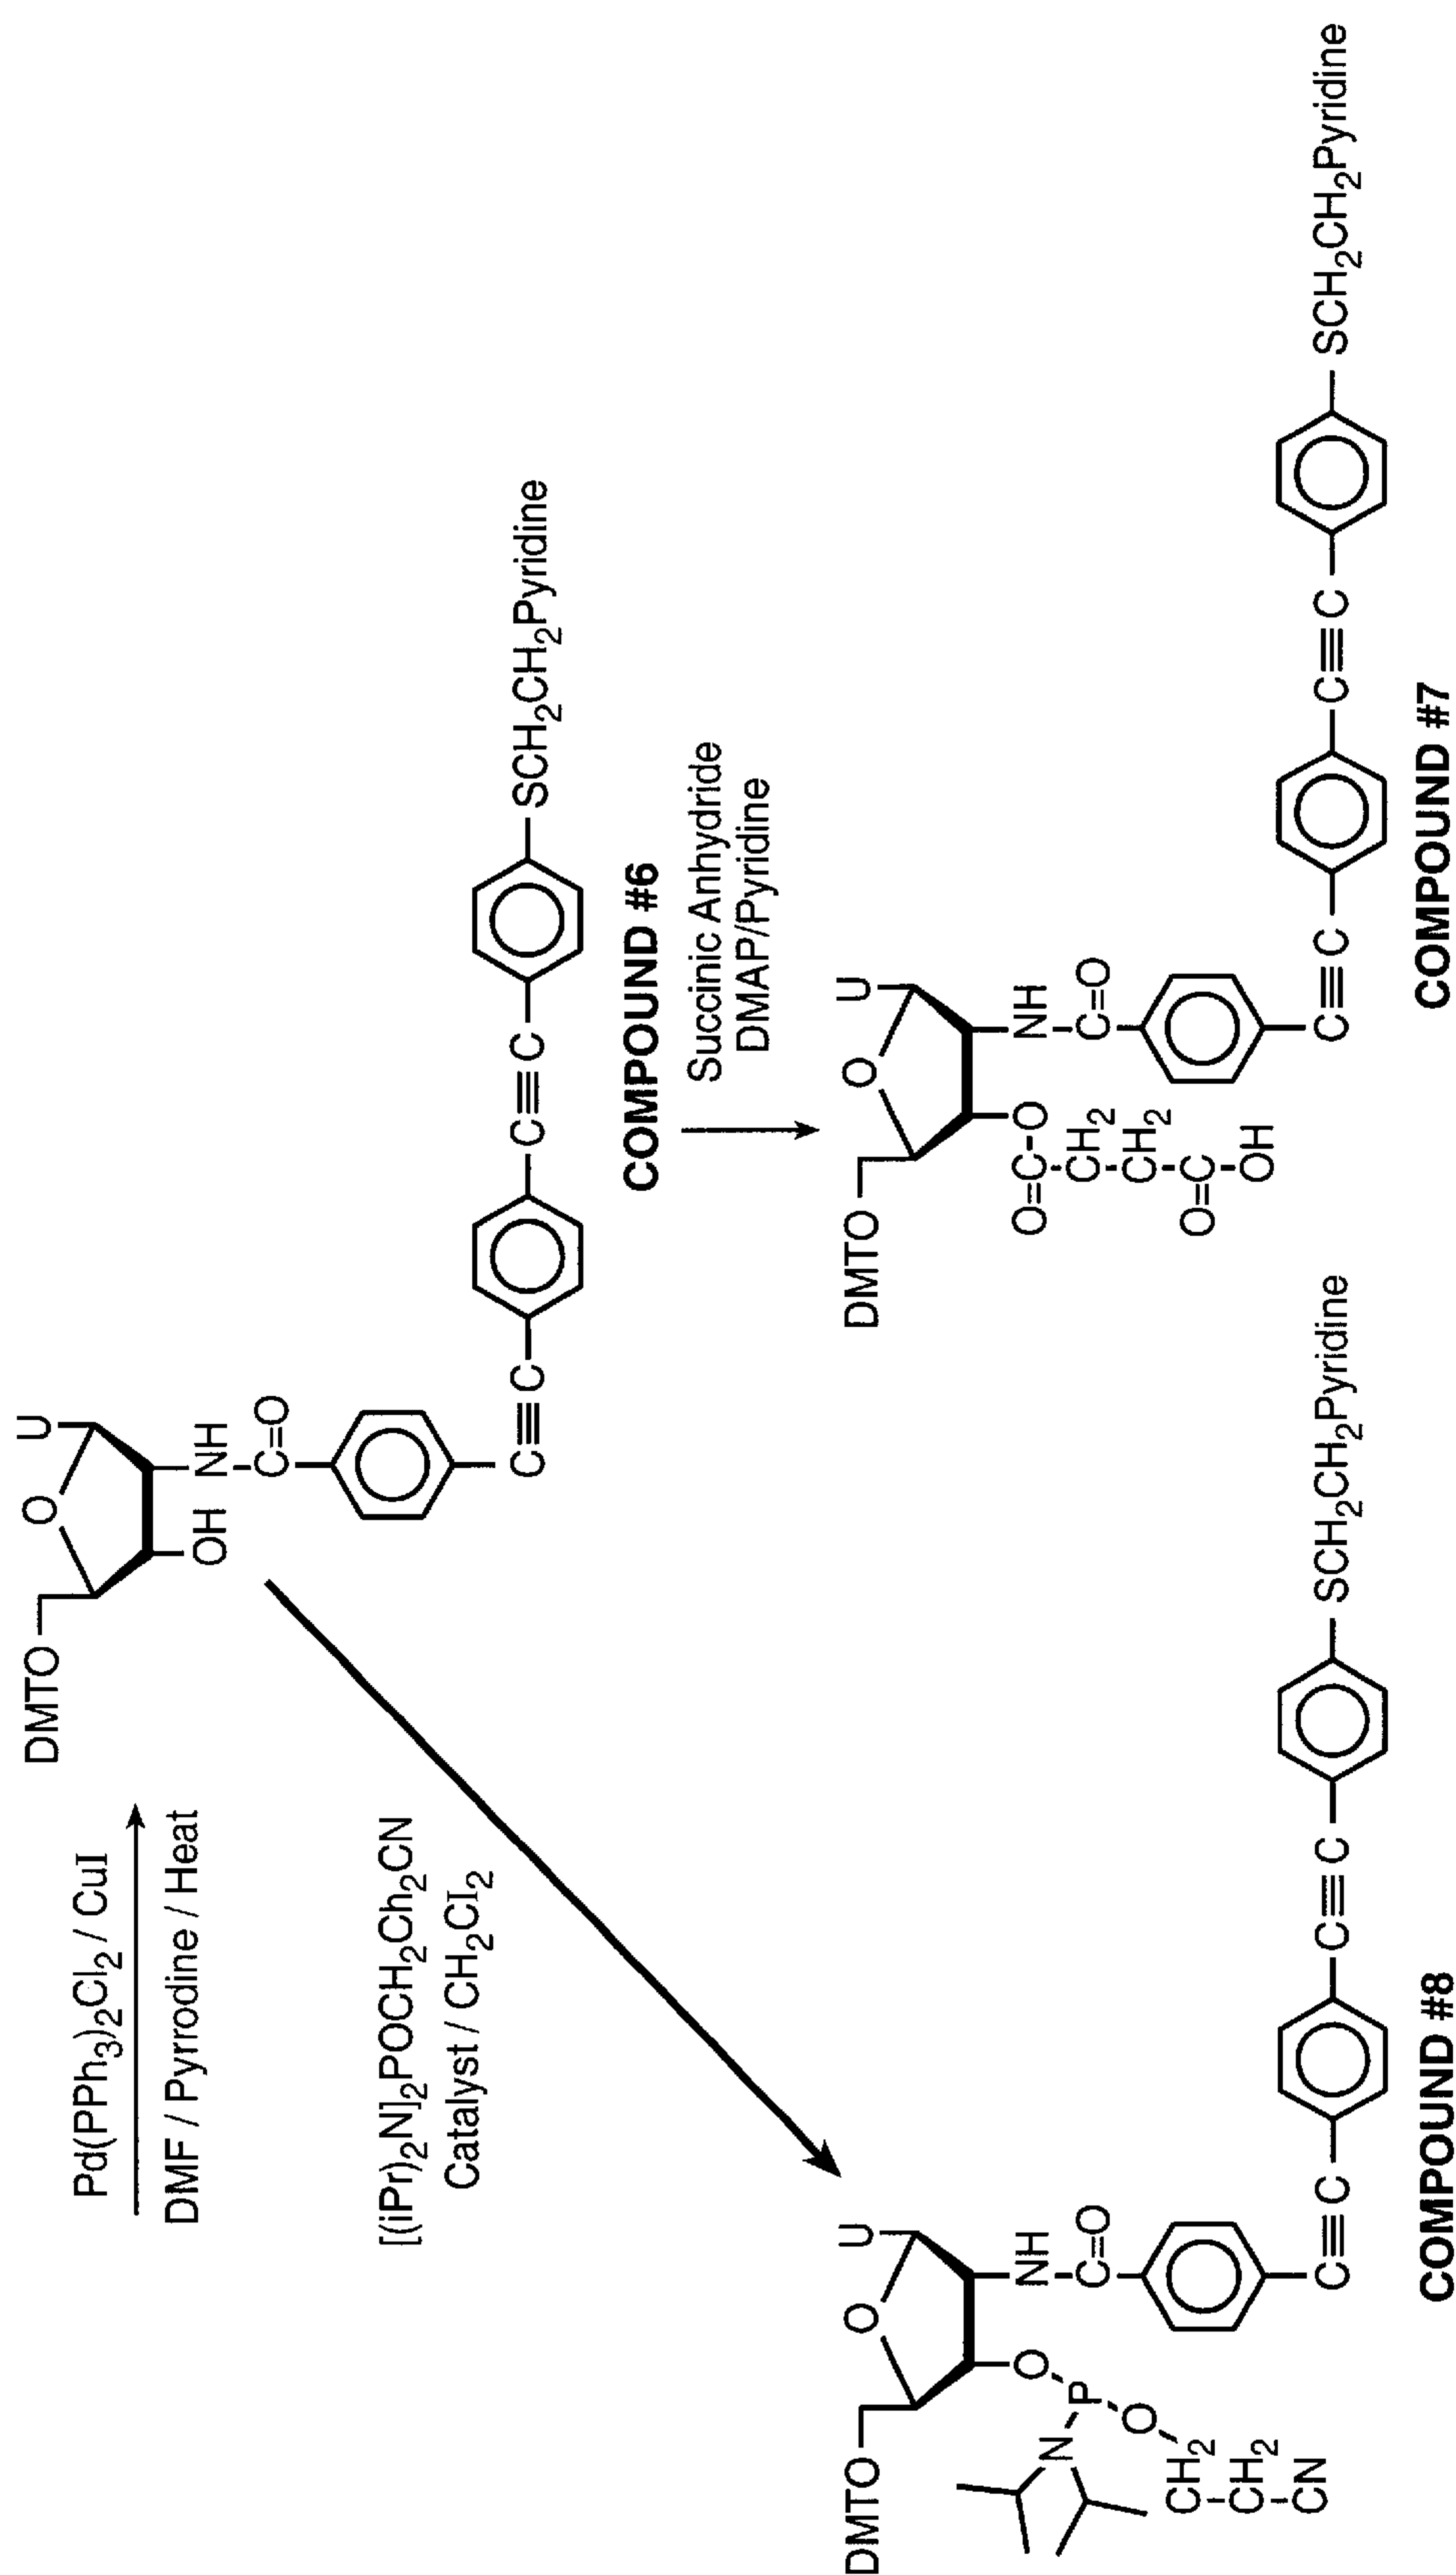 Pd(PPh3)2Cl2 / CuI
DMF / Pyrrodine / Heat
DMTO
O
U
OH
NH
C=O
C≡C
C≡C
SCH2CH2Pyridine
COMPOUND #6
[(iPr)2N]2POCH2Ch2CN
Catalyst / CH2Cl2
Succinic Anhydride
DMAP/Pyridine
DMTO
O
U
O
P
N
O
CH2
CH2
CN
NH
C=O
C≡C
C≡C
SCH2CH2Pyridine
COMPOUND #8
DMTO
O
U
O=C-O
CH2
CH2
O=C
OH
NH
C=O
C≡C
C≡C
SCH2CH2Pyridine
COMPOUND #7